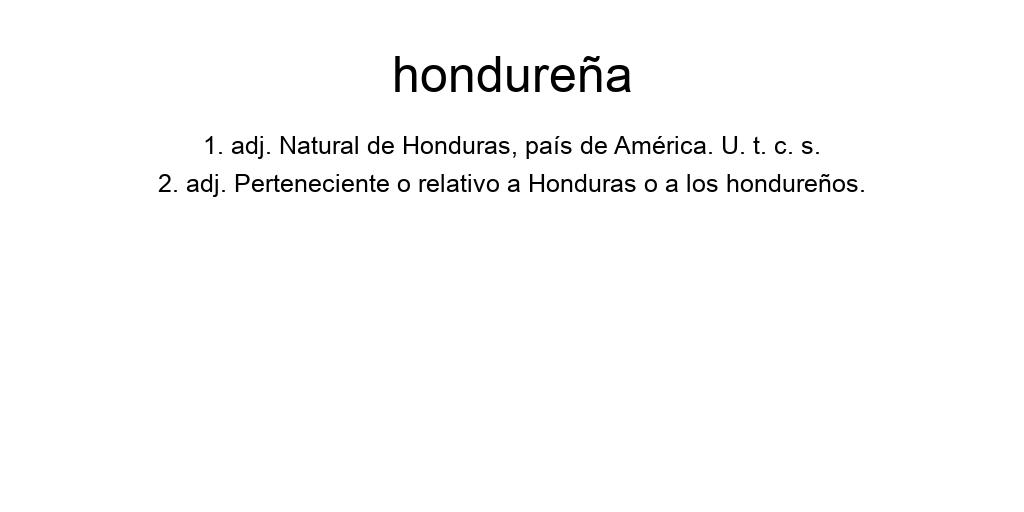 hondureña
1. adj. Natural de Honduras, país de América. U. t. c. s.
2. adj. Perteneciente o relativo a Honduras o a los hondureños.